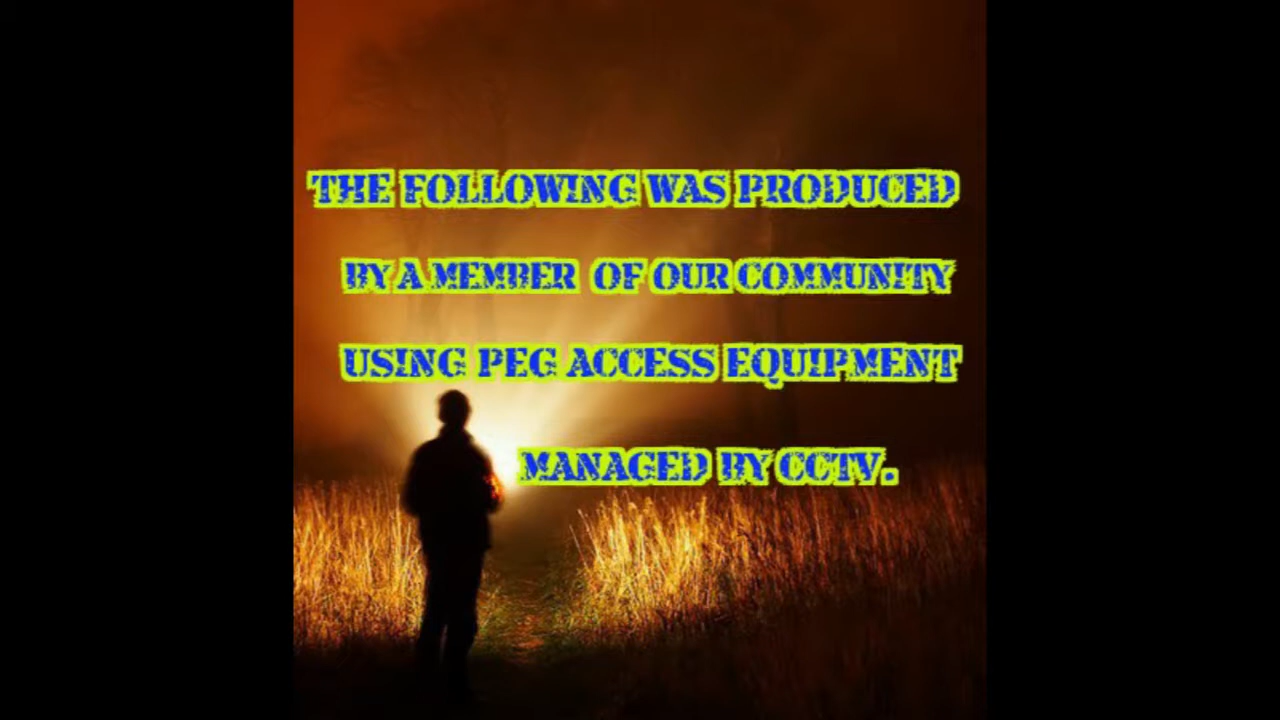 THE FOLLOWING WAS PRODUCED
BY A MEMBER OF OUR COMMUNITY
USING PEG ACCESS EQUIPMENT
MANAGED BY CCTV.